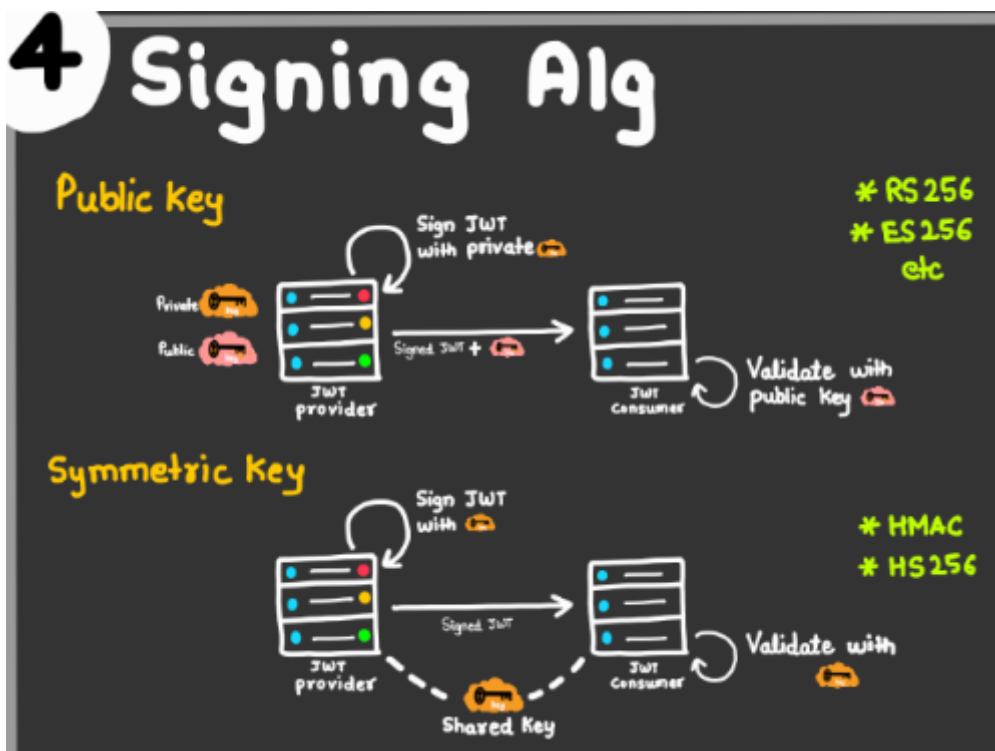 4 Signing Alg
Public Key
* RS256
* ES256
etc
Sign JWT
with private
Private
Public
Signed JWT +
JWT
provider
JWT
consumer
Validate with
public key
Symmetric Key
Sign JWT
with
* HMAC
* HS256
Signed JWT
JWT
provider
JWT
consumer
Validate with
Shared Key